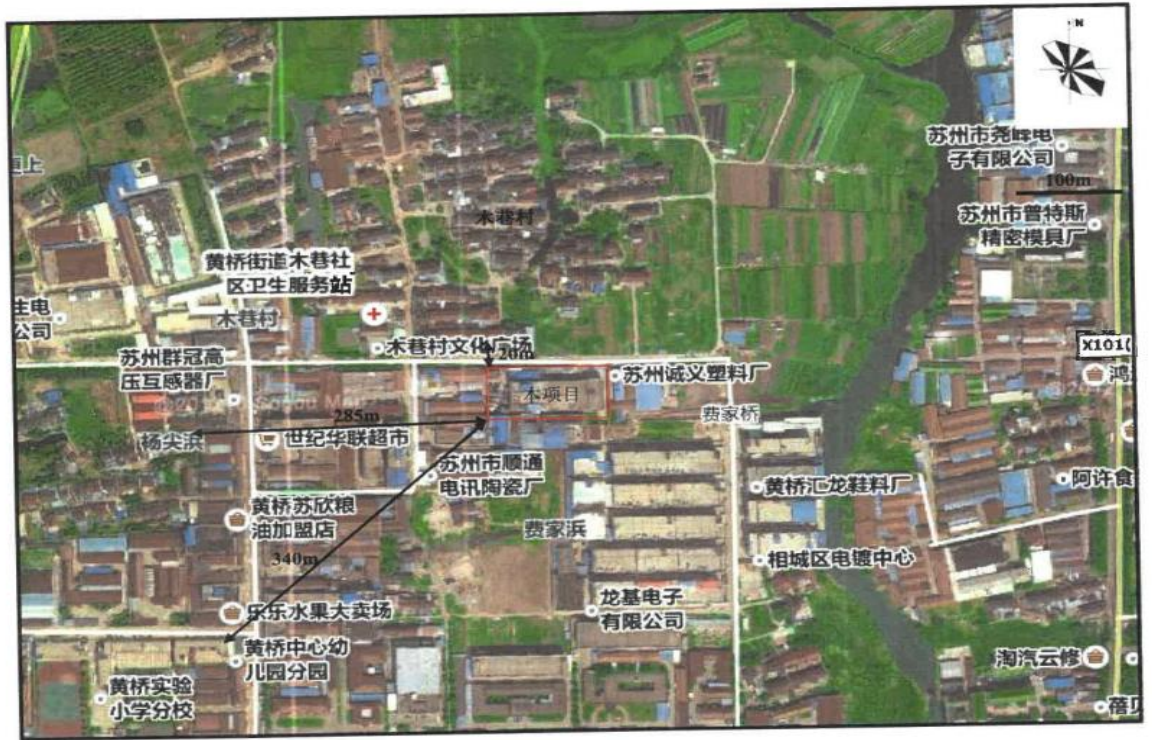 N
苏州市尧峰电
子有限公司
100m
苏州市普特斯
精密模具厂
木巷村
黄桥街道木巷社
区卫生服务站
木巷村
生电
公司
木巷村文化广场
20m
X101(
苏州群冠高
压互感器厂
本项目
苏州诚义塑料厂
鸿
285m
费家桥
杨尖浜
世纪华联超市
苏州市顺通
电讯陶瓷厂
黄桥汇龙鞋料厂
阿许食
黄桥苏欣粮
油加盟店
费家浜
340m
相城区电镀中心
乐乐水果大卖场
龙基电子
有限公司
黄桥中心幼
儿园分园
淘汽云修
黄桥实验
小学分校
蓓贝